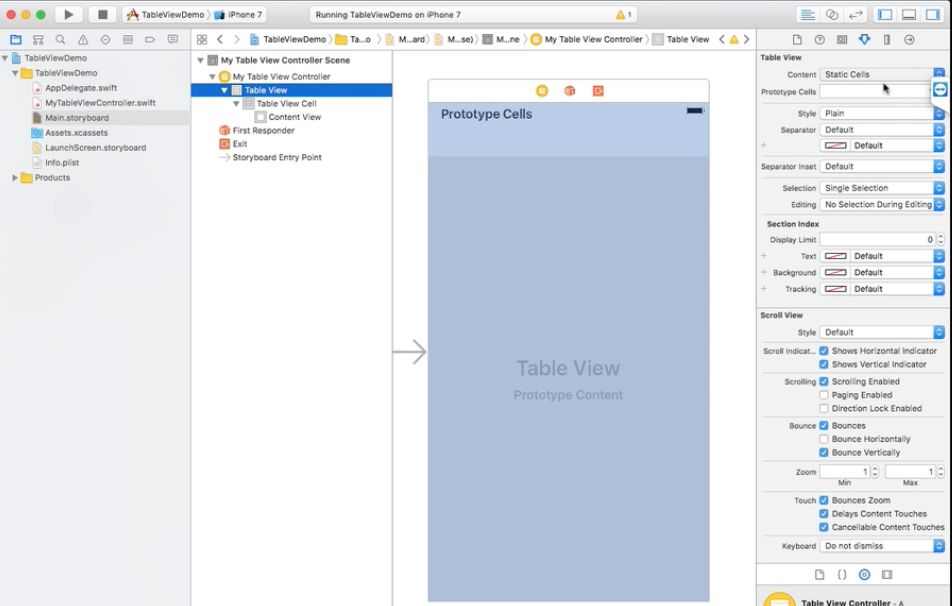 TableViewDemo
iPhone 7
Running TableViewDemo on iPhone 7
1
TableViewDemo
Ta...o
M...ard
M...se)
M...ne
My Table View Controller
Table View
TableViewDemo
TableViewDemo
AppDelegate.swift
MyTableViewController.swift
Main.storyboard
Assets.xcassets
LaunchScreen.storyboard
Info.plist
Products
My Table View Controller Scene
My Table View Controller
Table View
Table View Cell
Content View
First Responder
Exit
Storyboard Entry Point
Prototype Cells
Table View
Prototype Content
Table View
Content Static Cells
Prototype Cells
Style Plain
Separator Default
Default
Separator Inset Default
Selection Single Selection
Editing No Selection During Editing
Section Index
Display Limit 0
Text Default
Background Default
Tracking Default
Scroll View
Style Default
Scroll Indicat... Shows Horizontal Indicator
Shows Vertical Indicator
Scrolling Scrolling Enabled
Paging Enabled
Direction Lock Enabled
Bounce Bounces
Bounce Horizontally
Bounce Vertically
Zoom 1 1
Min Max
Touch Bounces Zoom
Delays Content Touches
Cancellable Content Touches
Keyboard Do not dismiss
Table View Controller - A